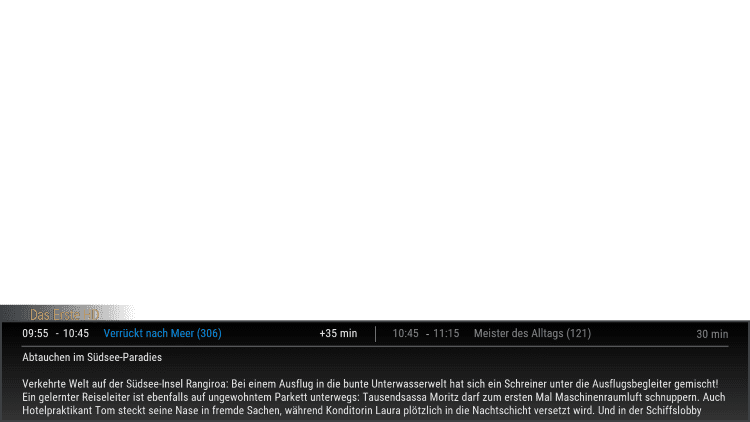 Das Erste HD
09:55 - 10:45 Verrückt nach Meer (306) +35 min 10:45 - 11:15 Meister des Alltags (121) 30 min
Abtauchen im Südsee-Paradies
Verkehrte Welt auf der Südsee-Insel Rangiroa: Bei einem Ausflug in die bunte Unterwasserwelt hat sich ein Schreiner unter die Ausflugsbegleiter gemischt!
Ein gelernter Reiseleiter ist ebenfalls auf ungewohntem Parkett unterwegs: Tausendsassa Moritz darf zum ersten Mal Maschinenraumluft schnuppern. Auch
Hotelpraktikant Tom steckt seine Nase in fremde Sachen, während Konditorin Laura plötzlich in die Nachtschicht versetzt wird. Und in der Schiffslobby